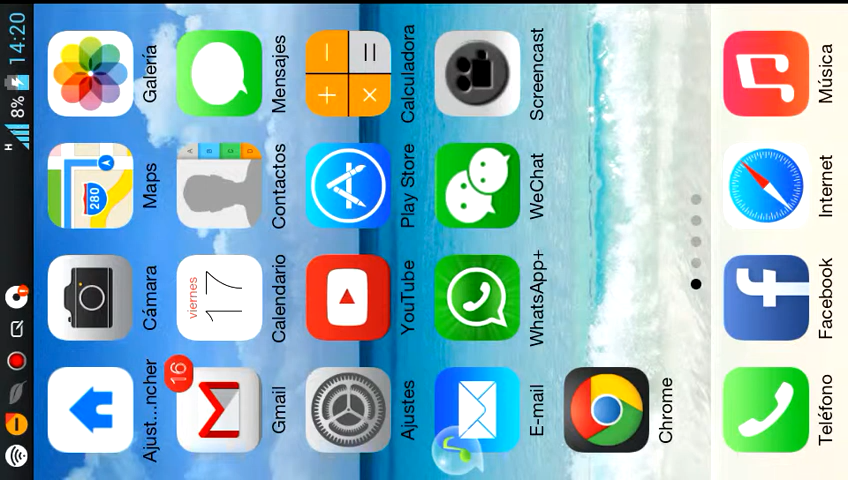 H 8% 14:20
280
Ajust...ncher Cámara Maps Galería
16
viernes
17
A B C D
Gmail Calendario Contactos Mensajes
Ajustes YouTube Play Store Calculadora
E-mail WhatsApp+ WeChat Screencast
Chrome
Teléfono Facebook Internet Música